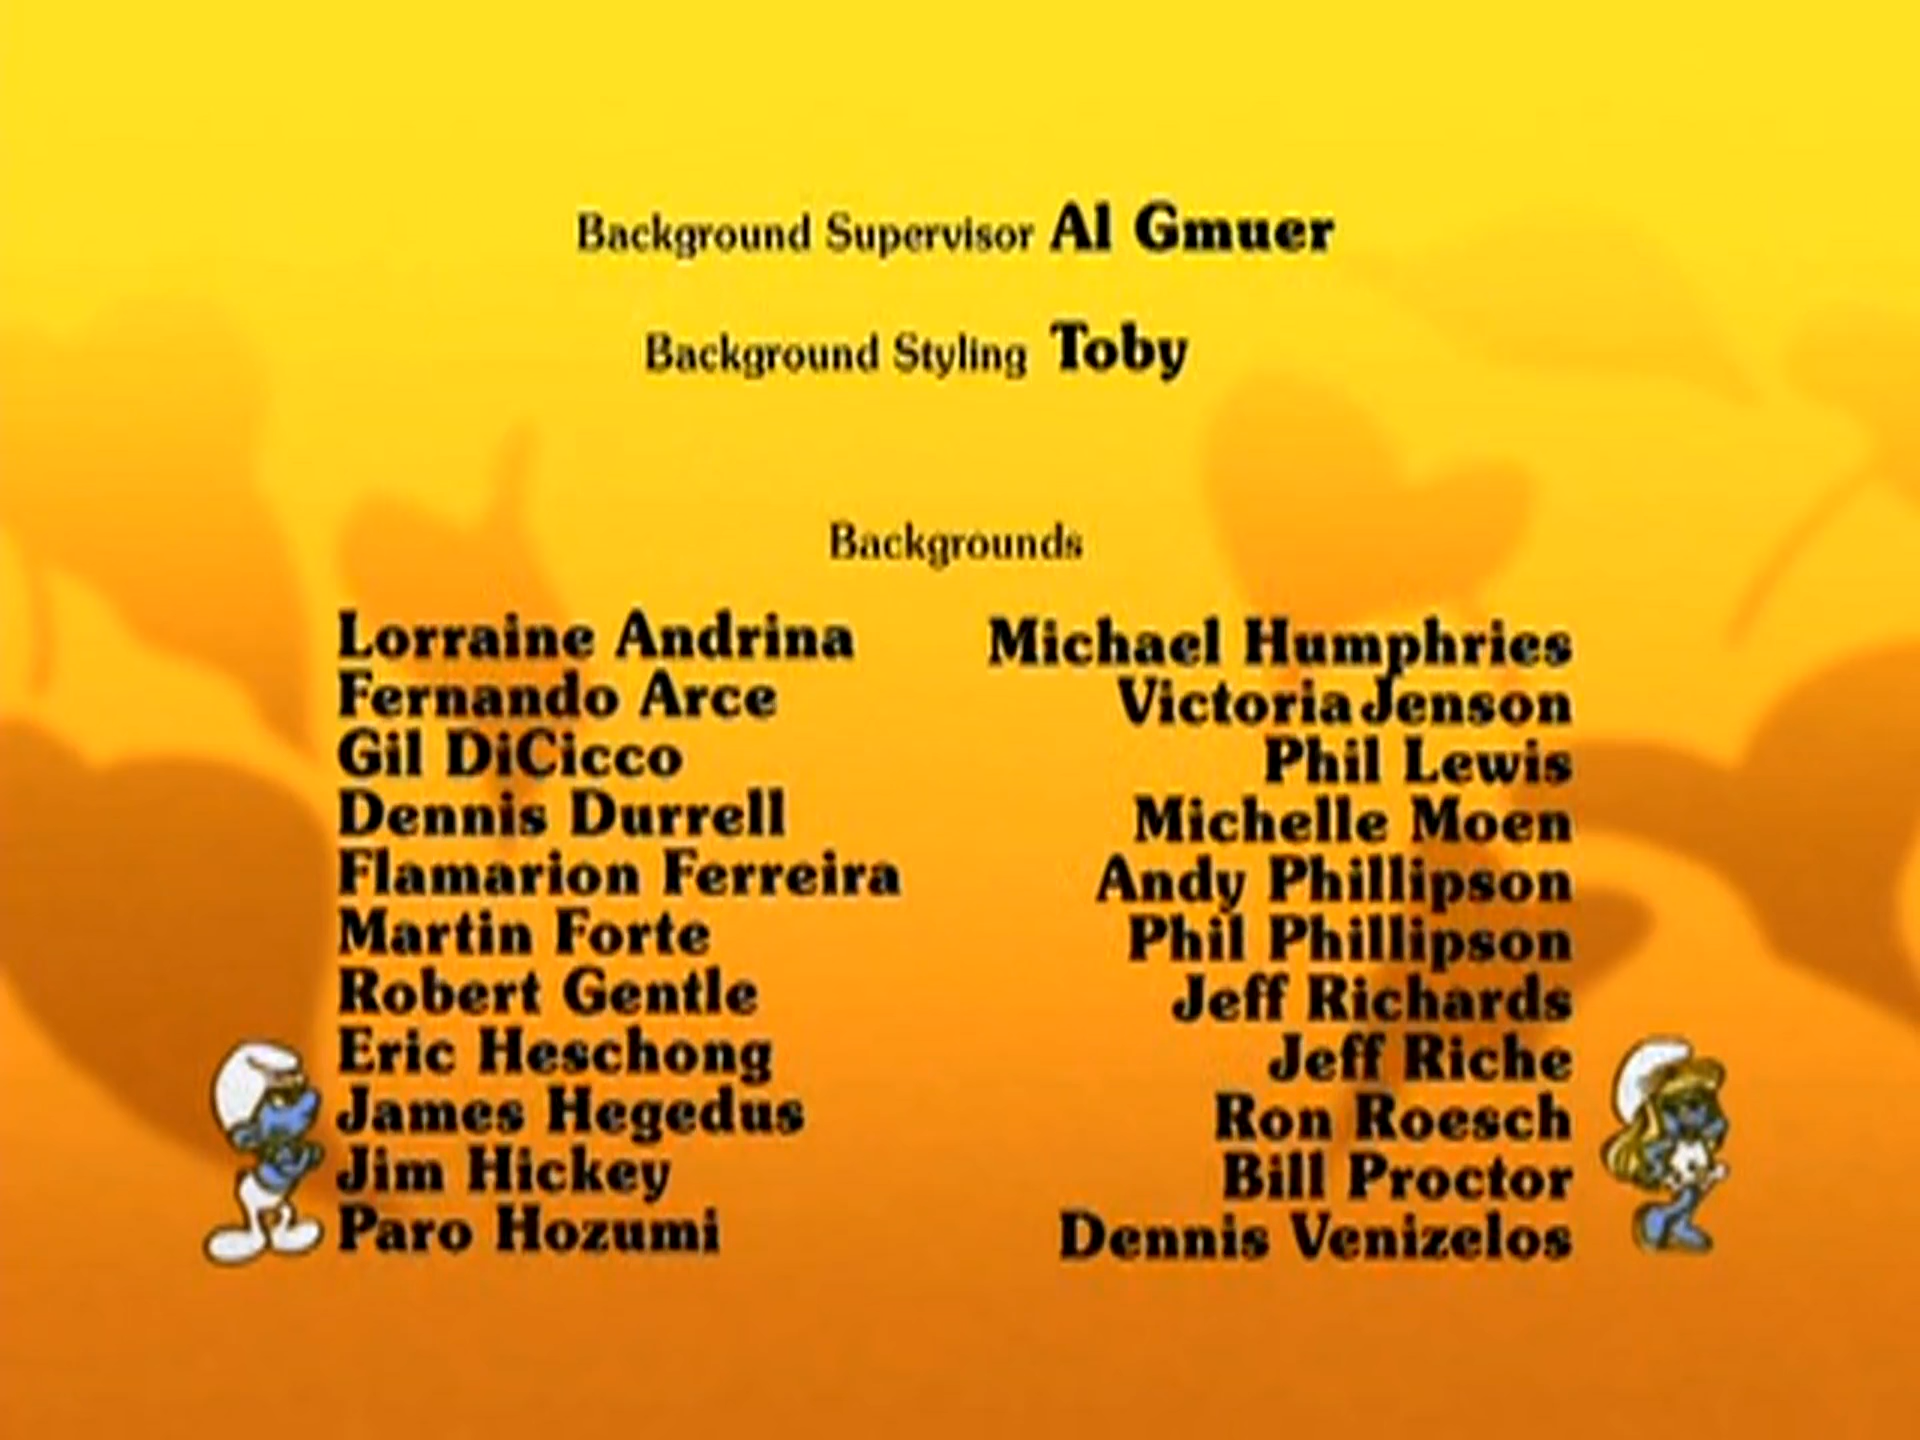 Background Supervisor Al Gmuer
Background Styling Toby
Backgrounds
Lorraine Andrina
Fernando Arce
Gil DiCicco
Dennis Durrell
Flamarion Ferreira
Martin Forte
Robert Gentle
Eric Heschong
James Hegedus
Jim Hickey
Paro Hozumi
Michael Humphries
Victoria Jenson
Phil Lewis
Michelle Moen
Andy Phillipson
Phil Phillipson
Jeff Richards
Jeff Riche
Ron Roesch
Bill Proctor
Dennis Venizelos